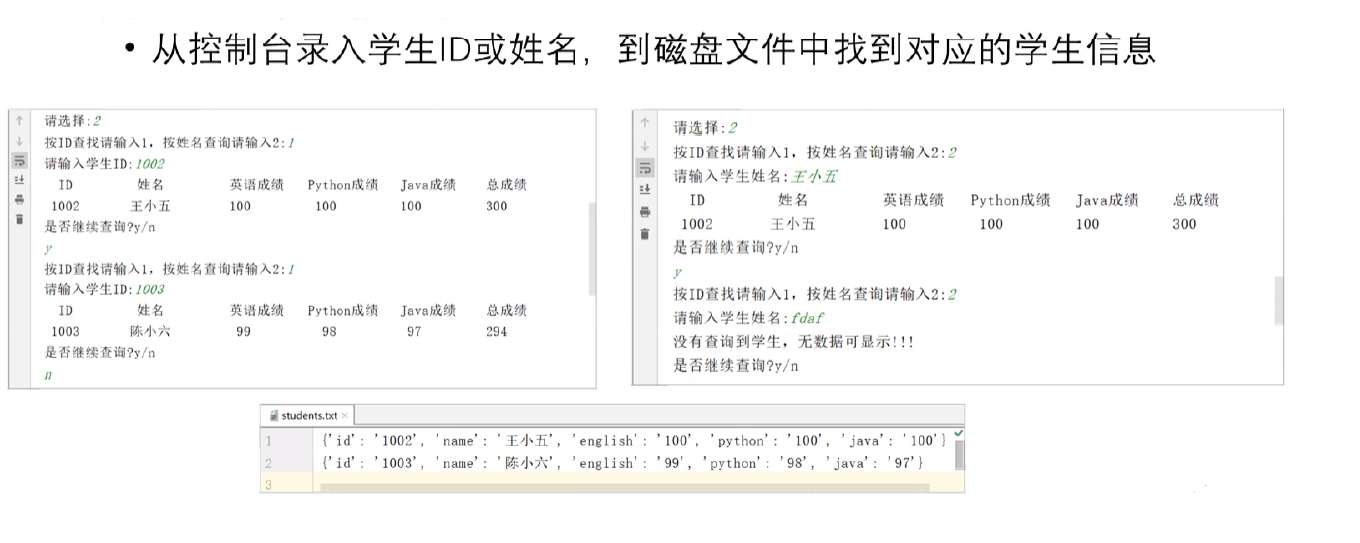 • 从控制台录入学生ID或姓名，到磁盘文件中找到对应的学生信息
请选择:2
按ID查找请输入1，按姓名查询请输入2:1
请输入学生ID:1002
ID 姓名 英语成绩 Python成绩 Java成绩 总成绩
1002 王小五 100 100 100 300
是否继续查询?y/n
y
按ID查找请输入1，按姓名查询请输入2:1
请输入学生ID:1003
ID 姓名 英语成绩 Python成绩 Java成绩 总成绩
1003 陈小六 99 98 97 294
是否继续查询?y/n
n
请选择:2
按ID查找请输入1，按姓名查询请输入2:2
请输入学生姓名:王小五
ID 姓名 英语成绩 Python成绩 Java成绩 总成绩
1002 王小五 100 100 100 300
是否继续查询?y/n
y
按ID查找请输入1，按姓名查询请输入2:2
请输入学生姓名:fdaf
没有查询到学生，无数据可显示!!!
是否继续查询?y/n
students.txt
1 {'id': '1002', 'name': '王小五', 'english': '100', 'python': '100', 'java': '100'}
2 {'id': '1003', 'name': '陈小六', 'english': '99', 'python': '98', 'java': '97'}
3